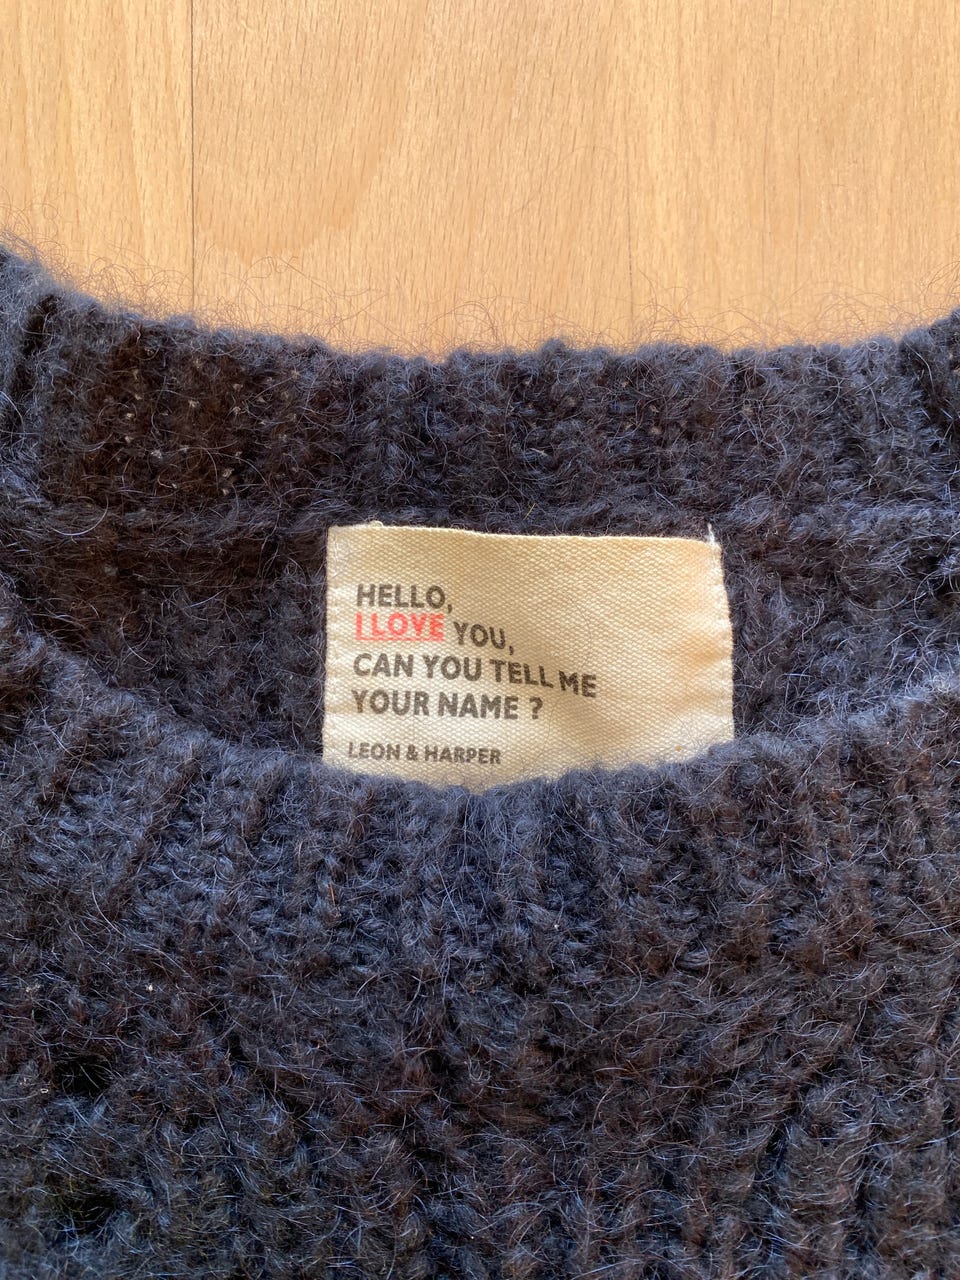 HELLO,
I LOVE YOU,
CAN YOU TELL ME
YOUR NAME ?
LEON & HARPER